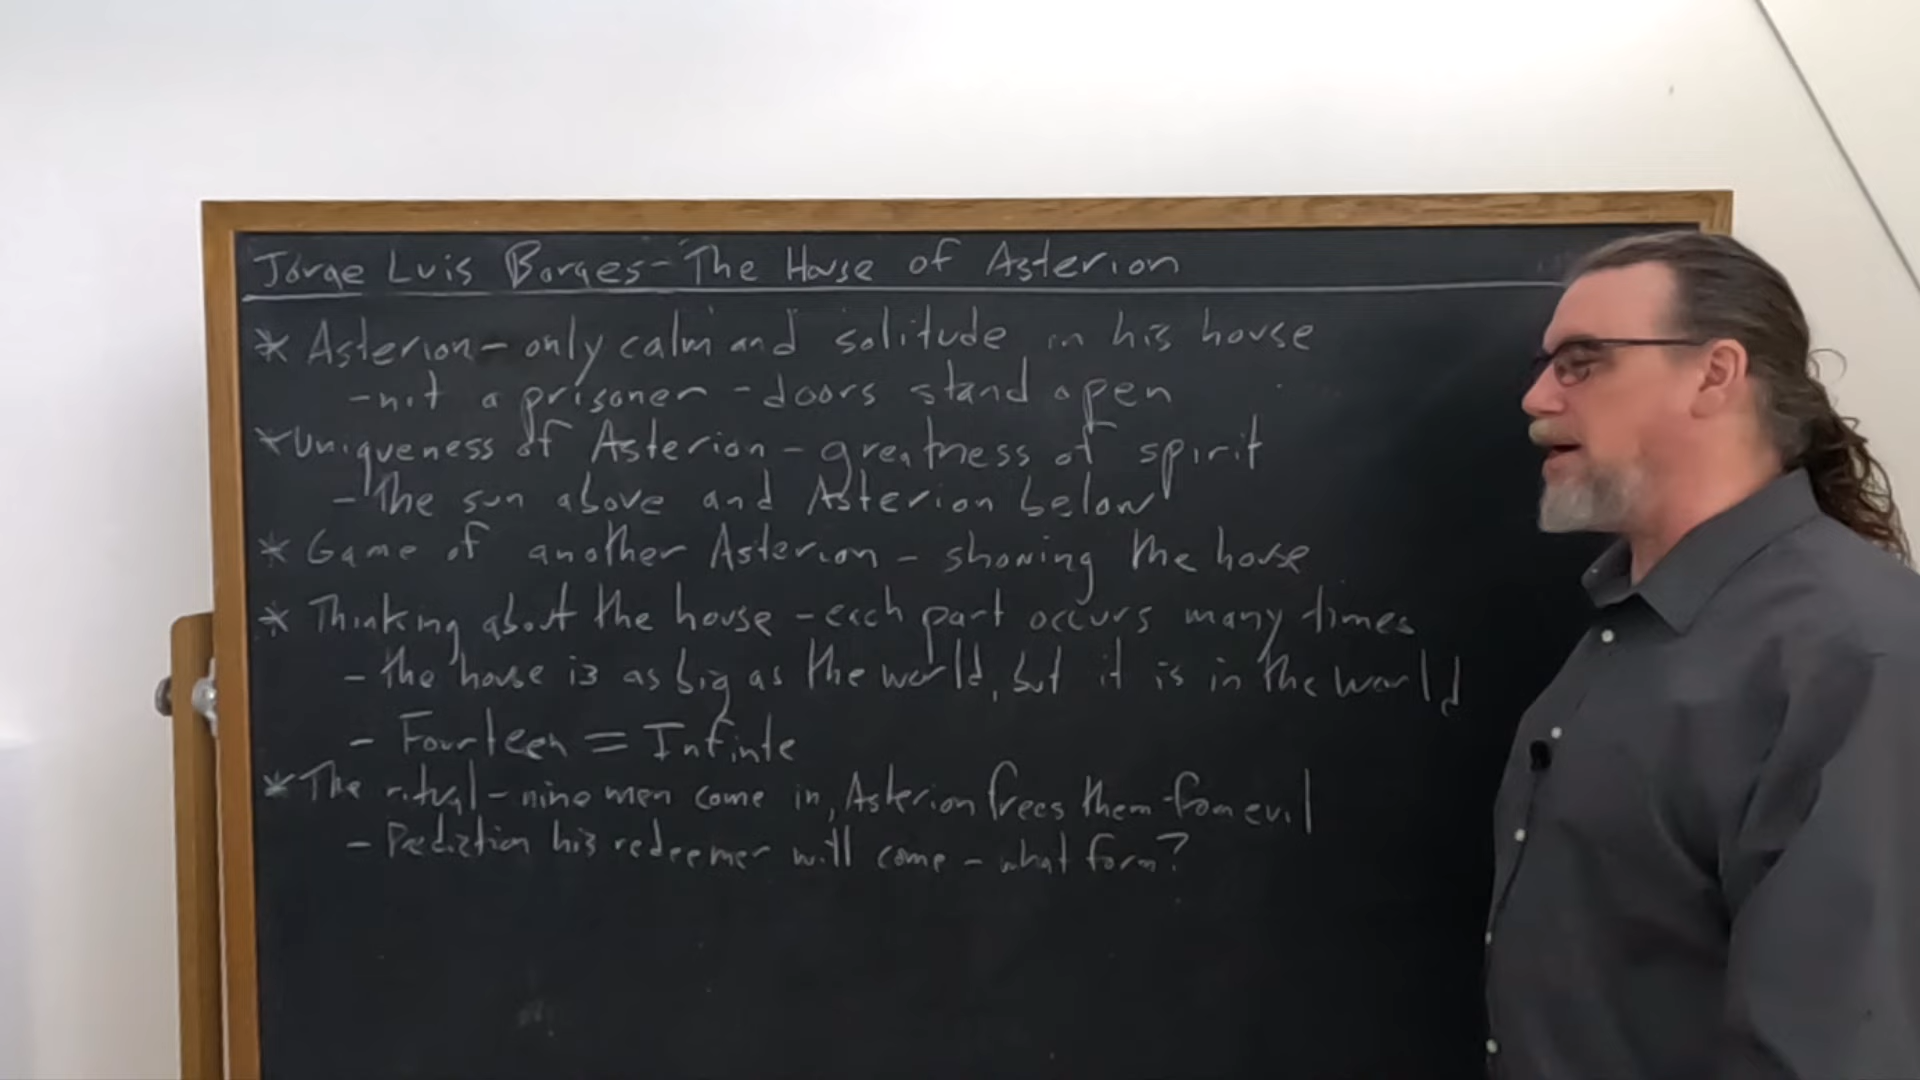 Jorge Luis Borges - The House of Asterion
* Asterion - only calm and solitude in his house
- not a prisoner - doors stand open
* Uniqueness of Asterion - greatness of spirit
- The sun above and Asterion below
* Game of another Asterion - showing the house
* Thinking about the house - each part occurs many times
- the house is as big as the world, but it is in the world
- Fourteen = Infinite
* The ritual - nine men come in, Asterion frees them from evil
- Prediction his redeemer will come - what form?